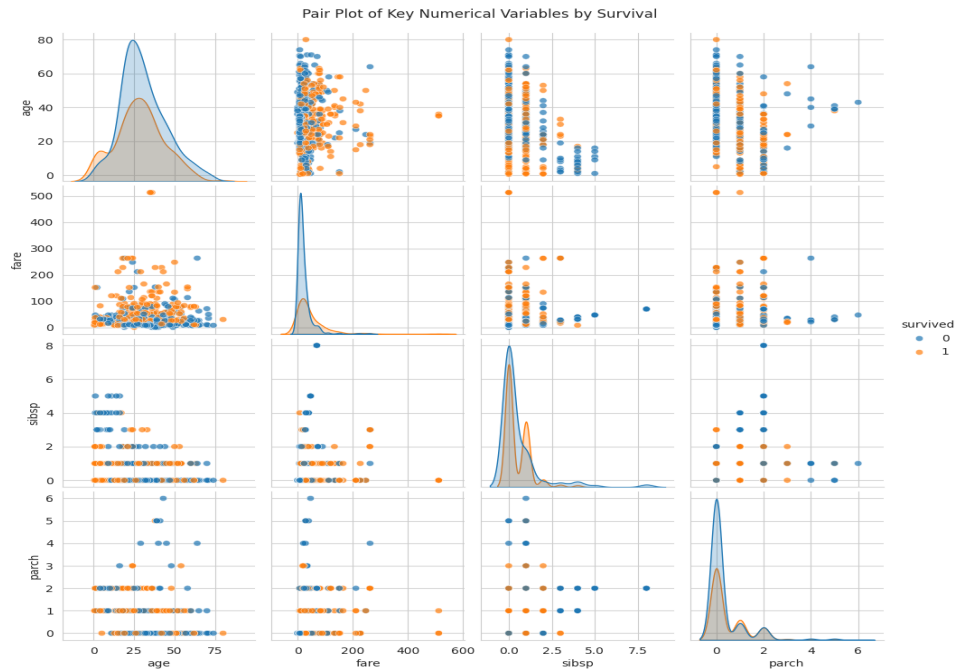 Pair Plot of Key Numerical Variables by Survival
80
60
40
20
0
age
500
400
300
200
100
0
fare
8
6
4
2
0
sibsp
6
5
4
3
2
1
0
parch
0 25 50 75
age
0 200 400 600
fare
0.0 2.5 5.0 7.5
sibsp
0 2 4 6
parch
survived
0
1